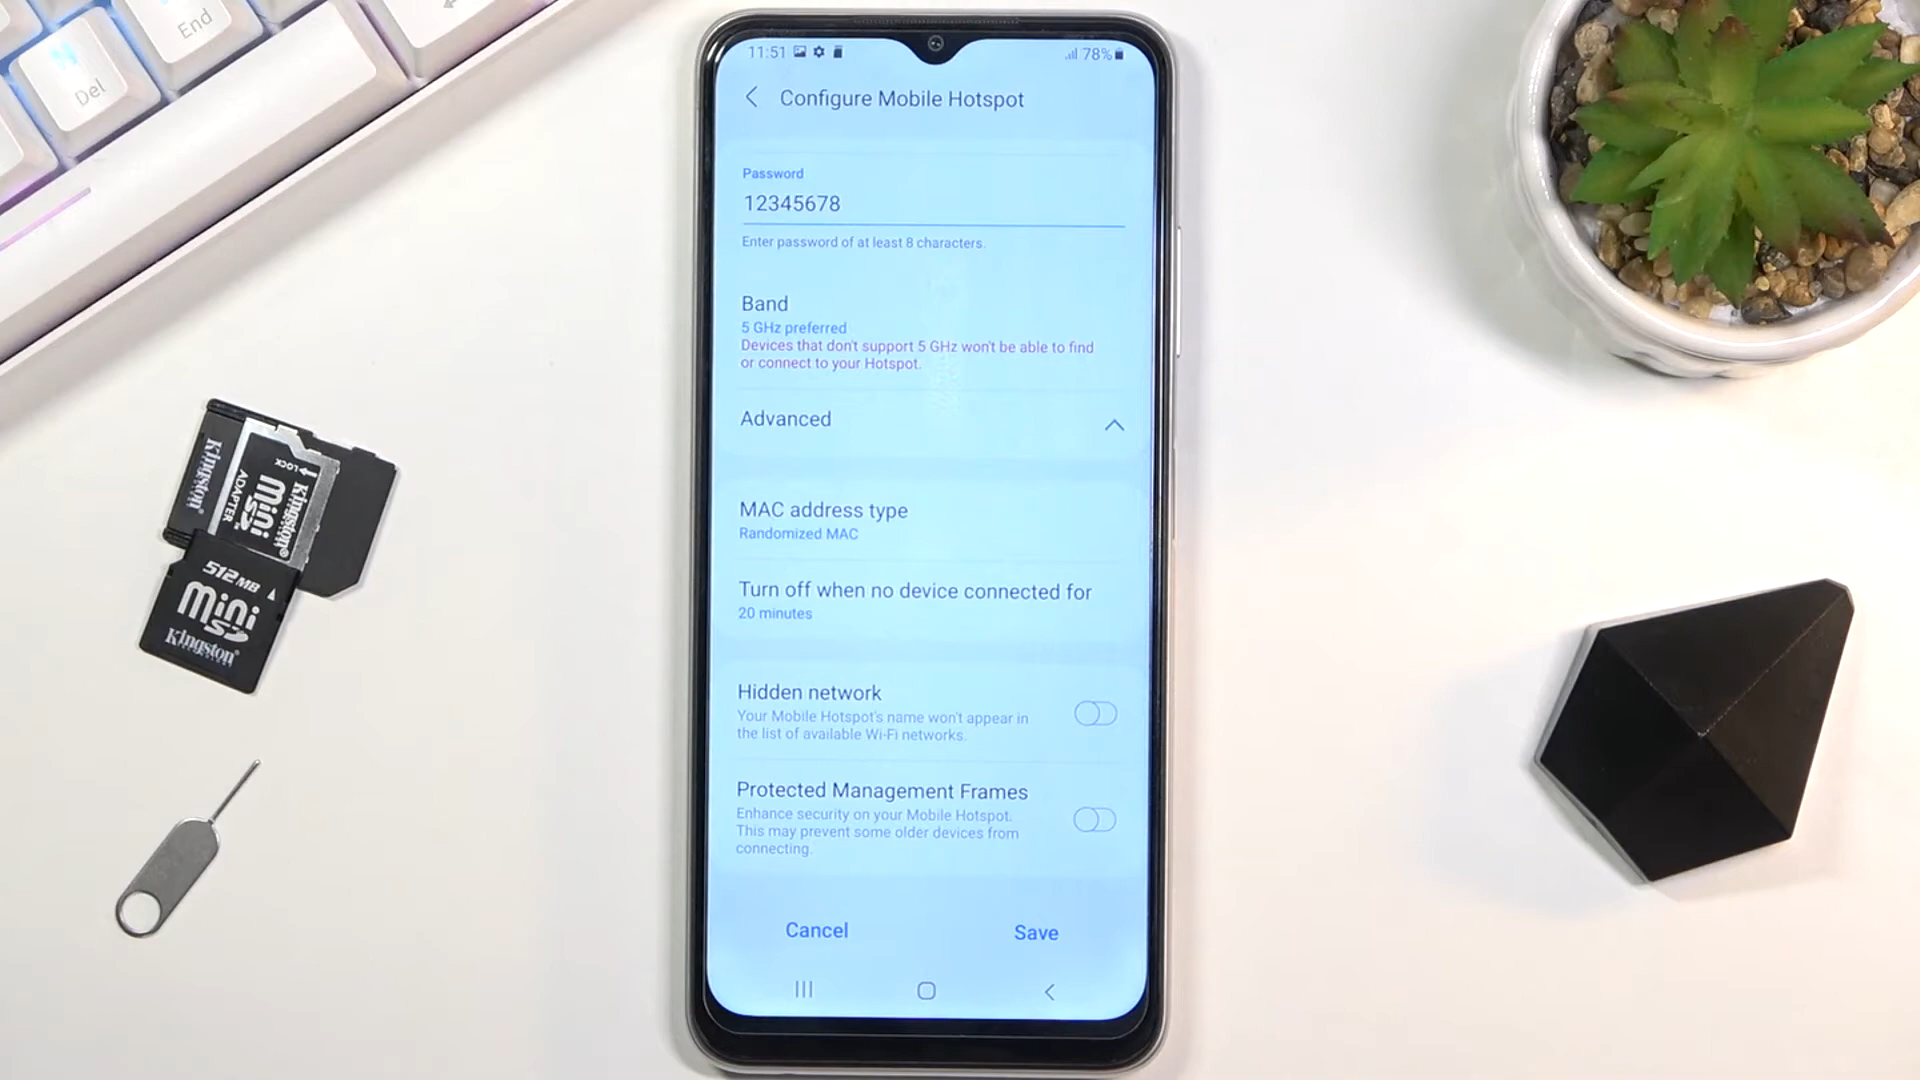 End
Del
11:51
78%
Configure Mobile Hotspot
Password
12345678
Enter password of at least 8 characters.
Band
5 GHz preferred
Devices that don't support 5 GHz won't be able to find
or connect to your Hotspot.
Advanced
MAC address type
Randomized MAC
Turn off when no device connected for
20 minutes
Hidden network
Your Mobile Hotspot's name won't appear in
the list of available Wi-Fi networks.
Protected Management Frames
Enhance security on your Mobile Hotspot.
This may prevent some older devices from
connecting.
Cancel
Save
Kingston
LOCK
ADAPTER
mini
SD
Kingston
512MB
mini
SD
Kingston